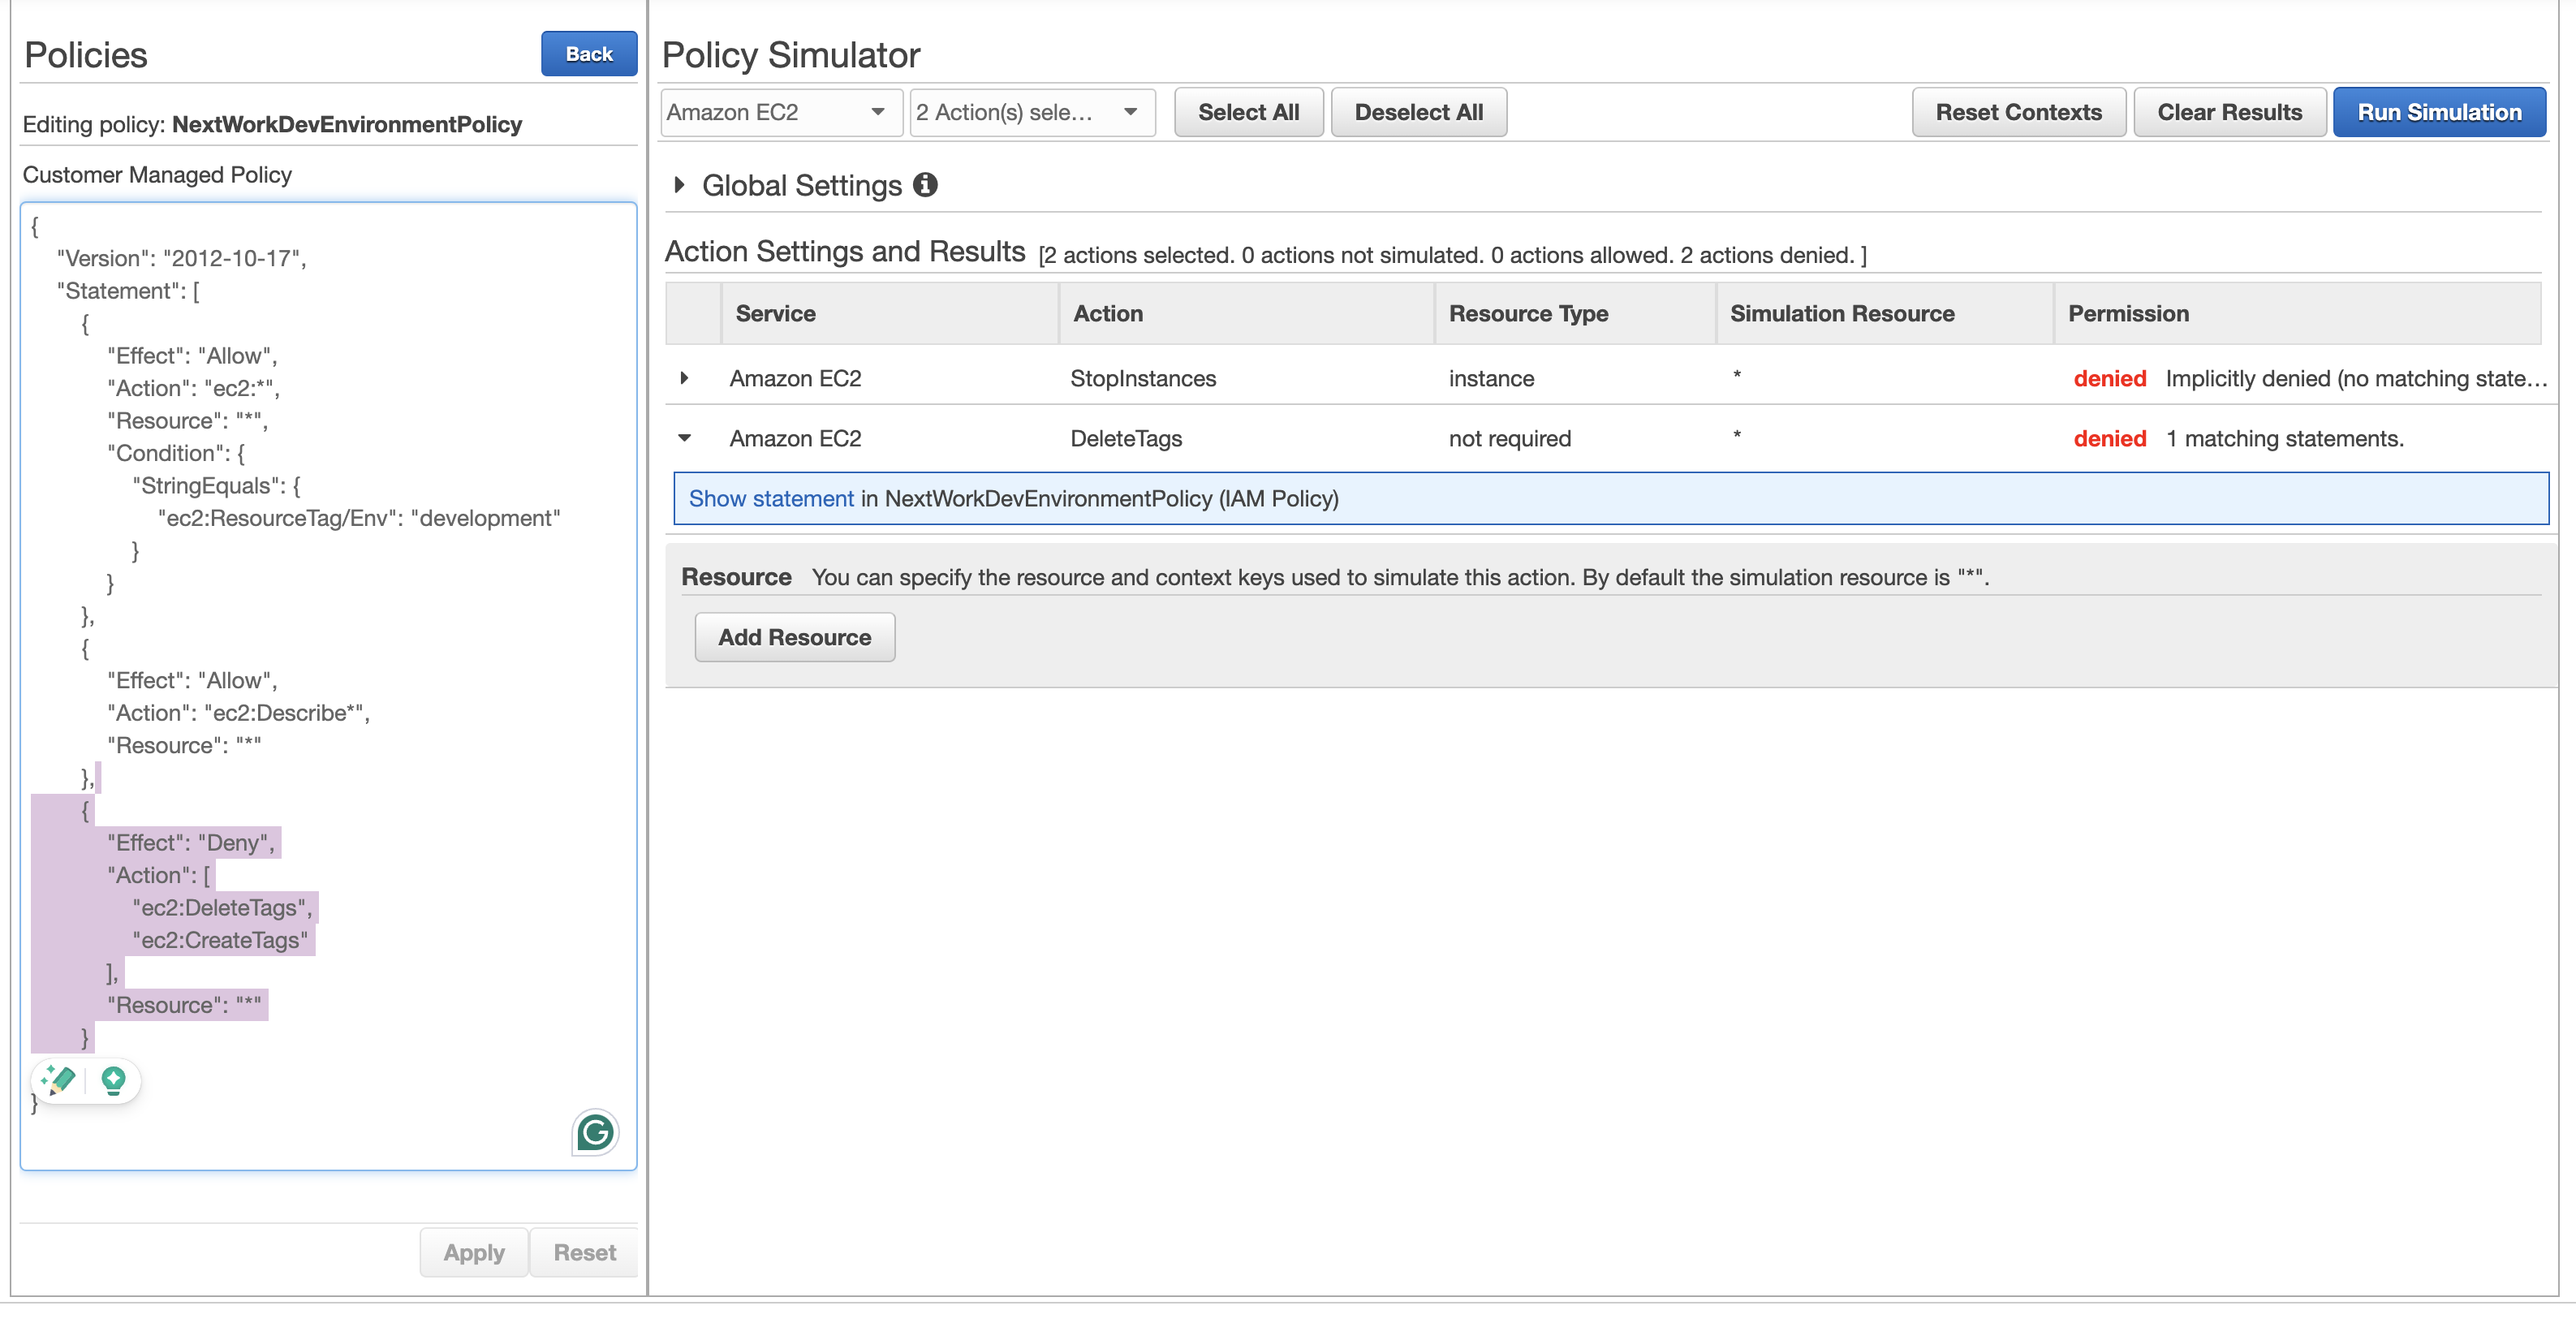 Policies
Back
Editing policy: NextWorkDevEnvironmentPolicy
Customer Managed Policy
{
"Version": "2012-10-17",
"Statement": [
{
"Effect": "Allow",
"Action": "ec2:*",
"Resource": "*",
"Condition": {
"StringEquals": {
"ec2:ResourceTag/Env": "development"
}
}
},
{
"Effect": "Allow",
"Action": "ec2:Describe*",
"Resource": "*"
},
{
"Effect": "Deny",
"Action": [
"ec2:DeleteTags",
"ec2:CreateTags"
],
"Resource": "*"
}
}
Apply Reset
Policy Simulator
Amazon EC2 2 Action(s) sele... Select All Deselect All Reset Contexts Clear Results Run Simulation
Global Settings
Action Settings and Results [2 actions selected. 0 actions not simulated. 0 actions allowed. 2 actions denied. ]
Service Action Resource Type Simulation Resource Permission
Amazon EC2 StopInstances instance * denied Implicitly denied (no matching state...
Amazon EC2 DeleteTags not required * denied 1 matching statements.
Show statement in NextWorkDevEnvironmentPolicy (IAM Policy)
Resource You can specify the resource and context keys used to simulate this action. By default the simulation resource is "*".
Add Resource